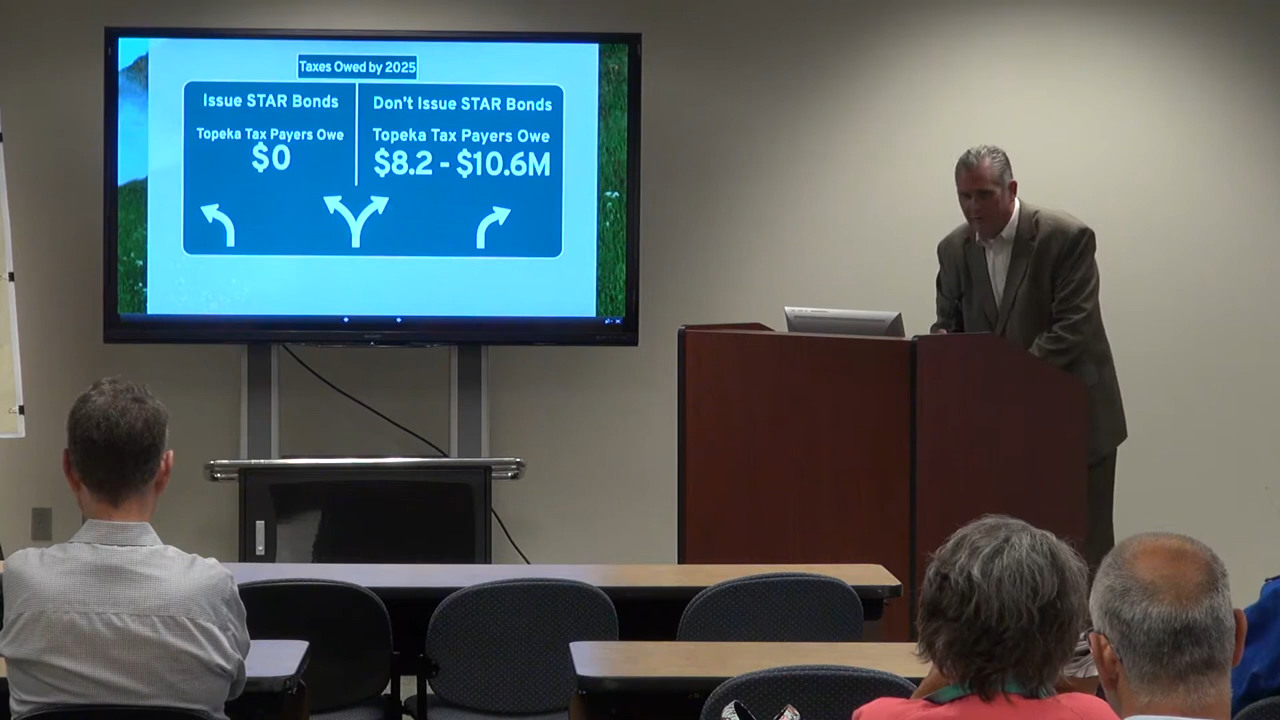 Taxes Owed by 2025
Issue STAR Bonds
Topeka Tax Payers Owe
$0
Don't Issue STAR Bonds
Topeka Tax Payers Owe
$8.2 - $10.6M